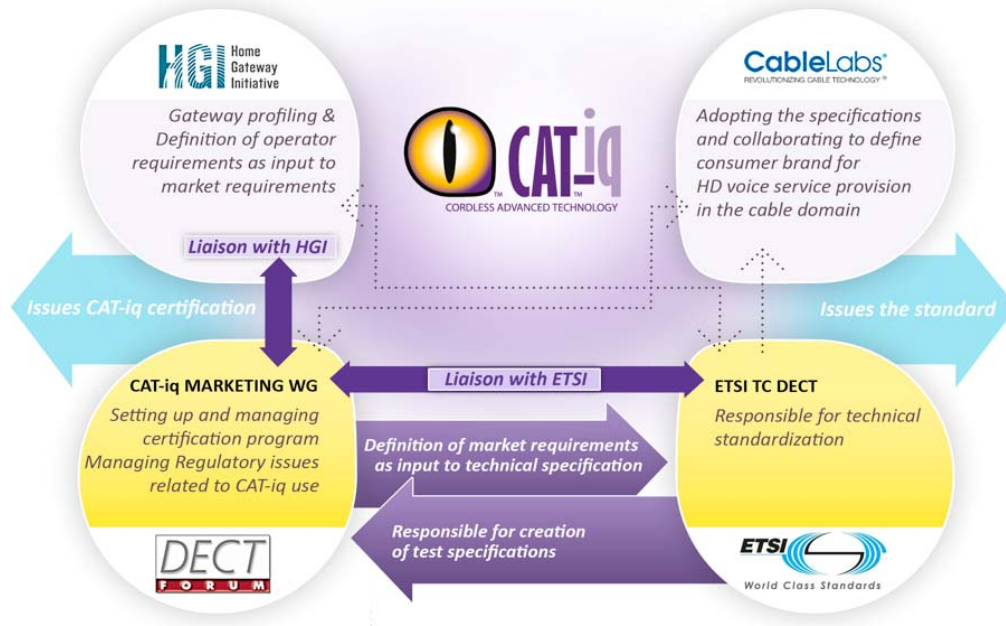 HGI
Home
Gateway
Initiative
Gateway profiling &
Definition of operator
requirements as input to
market requirements
CAT-iq™
™
CORDLESS ADVANCED TECHNOLOGY
CableLabs®
REVOLUTIONIZING CABLE TECHNOLOGY®
Adopting the specifications
and collaborating to define
consumer brand for
HD voice service provision
in the cable domain
Liaison with HGI
Issues CAT-iq certification
Issues the standard
CAT-iq MARKETING WG
Setting up and managing
certification program
Managing Regulatory issues
related to CAT-iq use
Liaison with ETSI
ETSI TC DECT
Responsible for technical
standardization
Definition of market requirements
as input to technical specification
Responsible for creation
of test specifications
DECT
FORUM
ETSI
World Class Standards